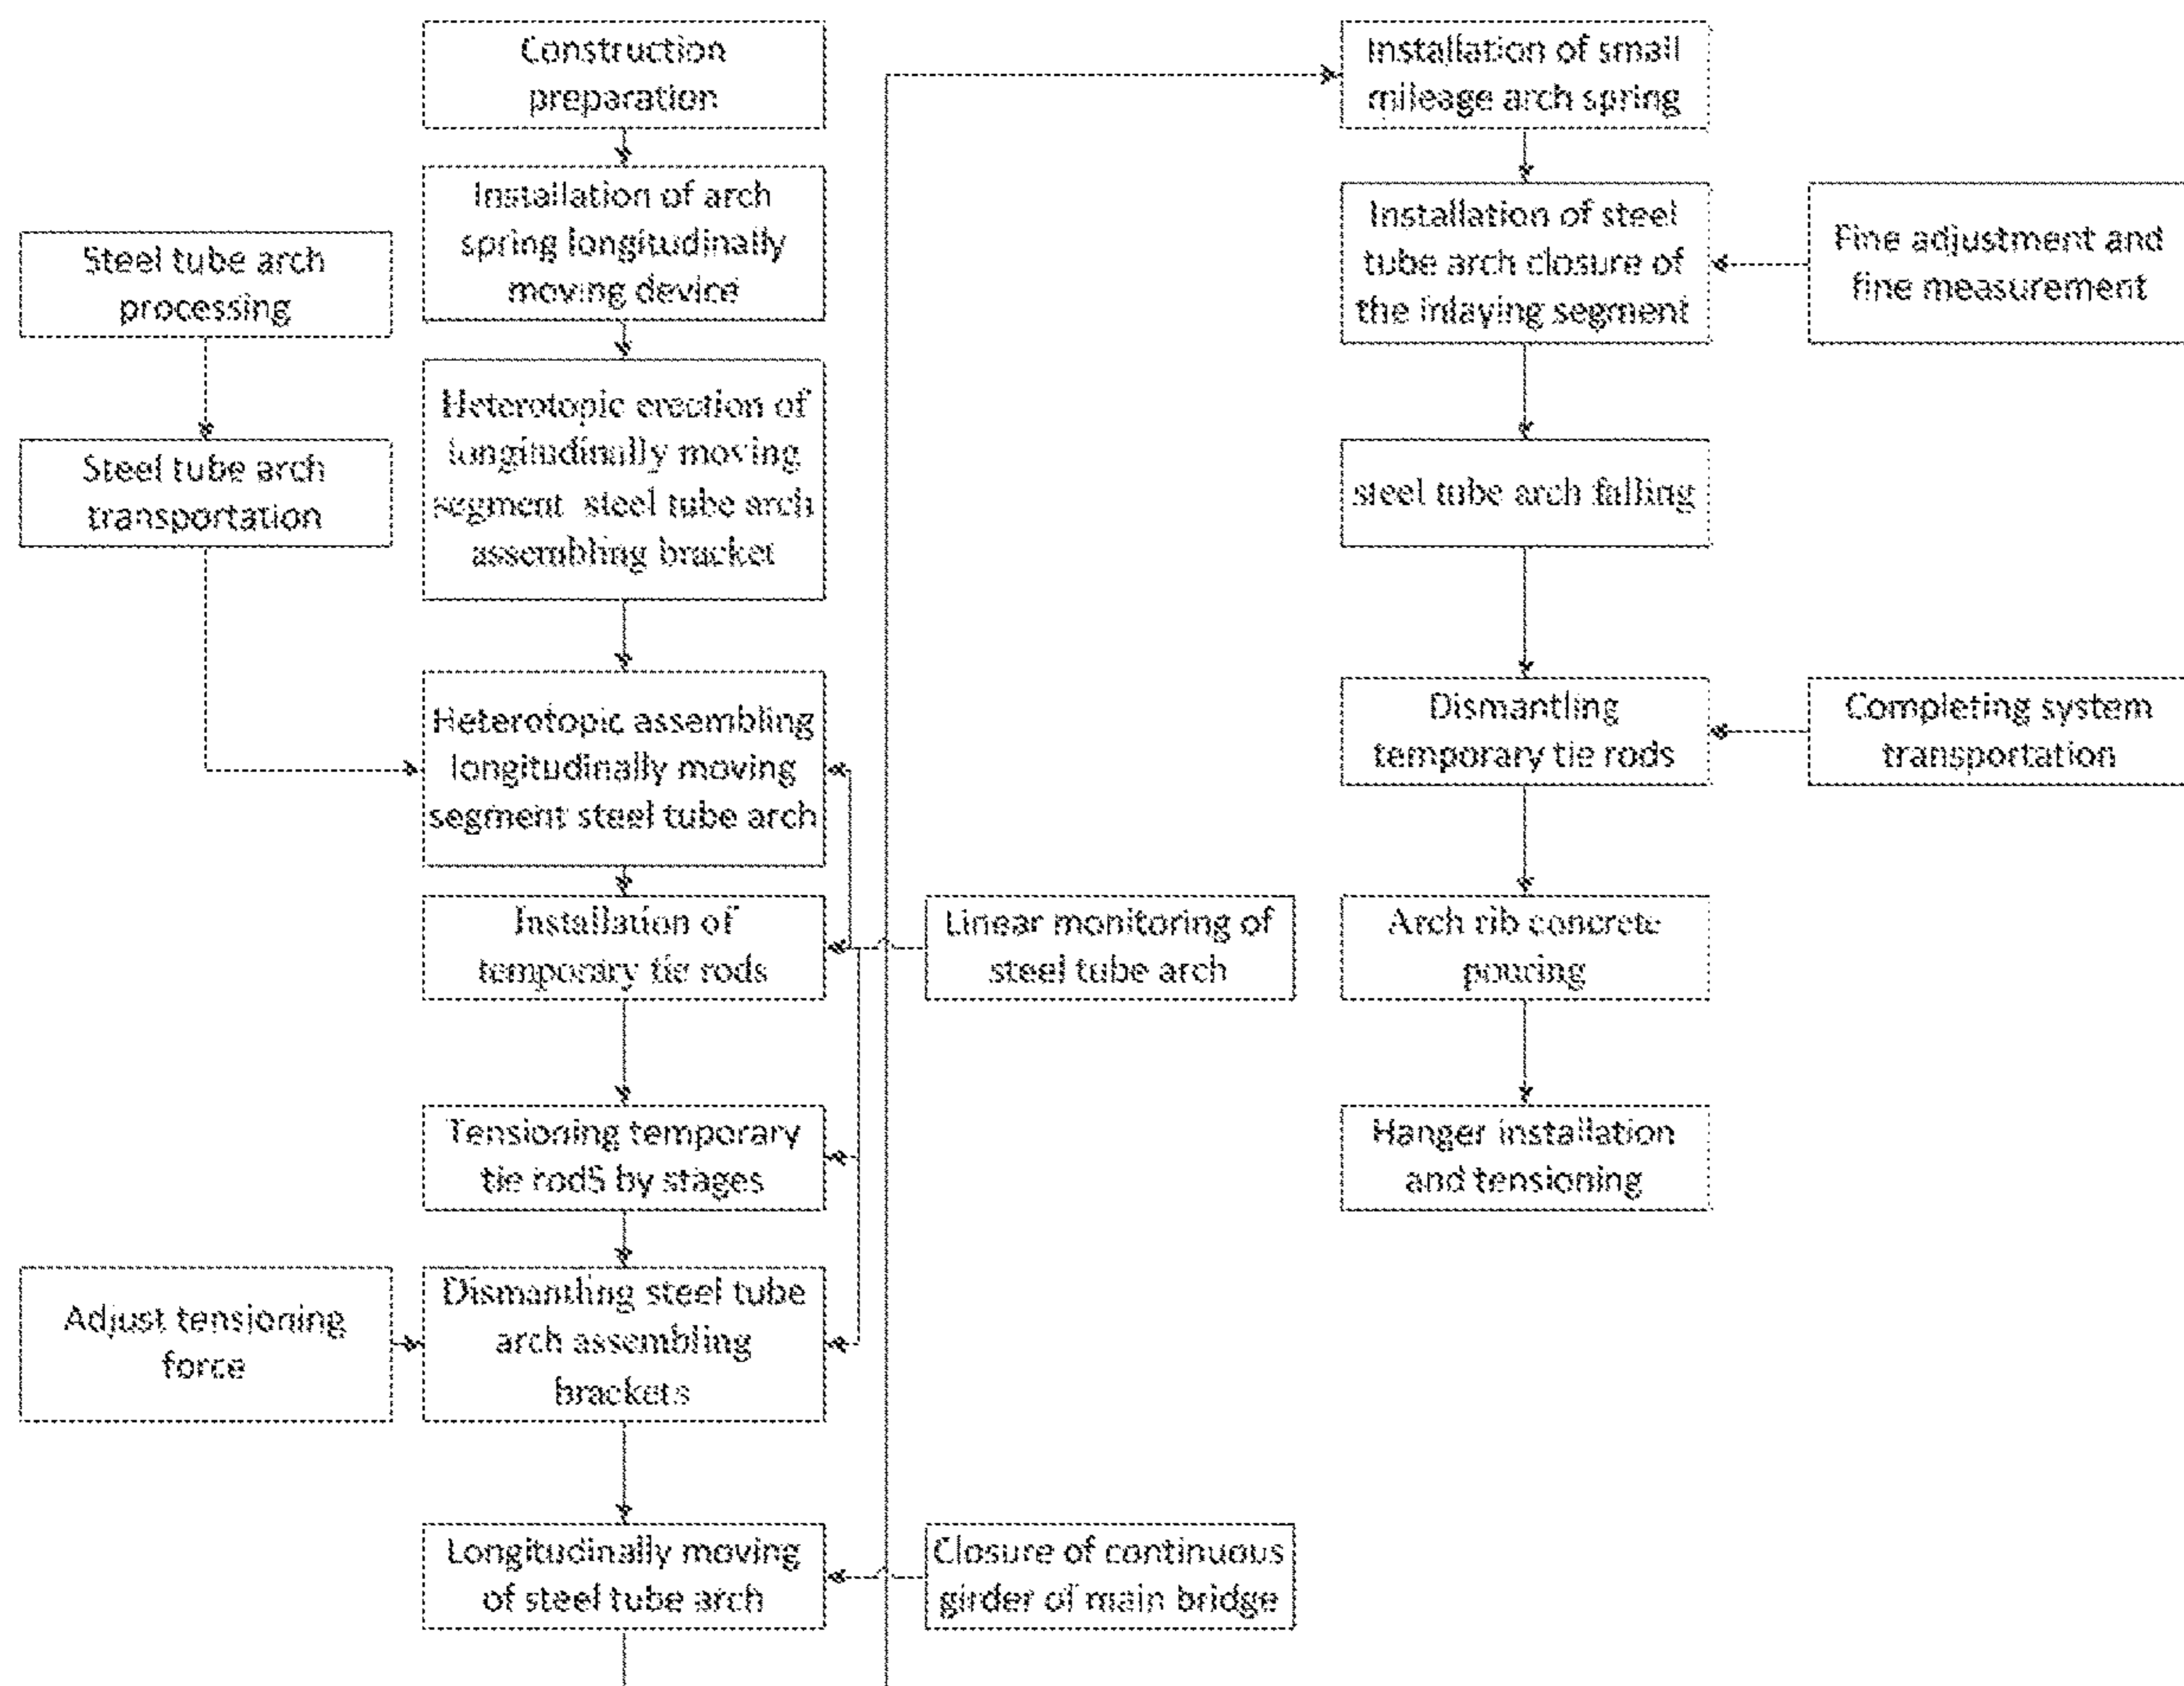 Construction
preparation
Installation of arch
spring longitudinally
moving device
Steel tube arch
processing
Steel tube arch
transportation
Heterotopic erection of
longitudinally moving
segment steel tube arch
assembling bracket
Heterotopic assembling
longitudinally moving
segment steel tube arch
Installation of
temporary tie rods
Linear monitoring of
steel tube arch
Tensioning temporary
tie rodS by stages
Adjust tensioning
force
Dismantling steel tube
arch assembling
brackets
Longitudinally moving
of steel tube arch
Closure of continuous
girder of main bridge
Installation of small
mileage arch spring
Installation of steel
tube arch closure of
the inlaying segment
Fine adjustment and
fine measurement
steel tube arch falling
Dismantling
temporary tie rods
Completing system
transportation
Arch rib concrete
pouring
Hanger installation
and tensioning